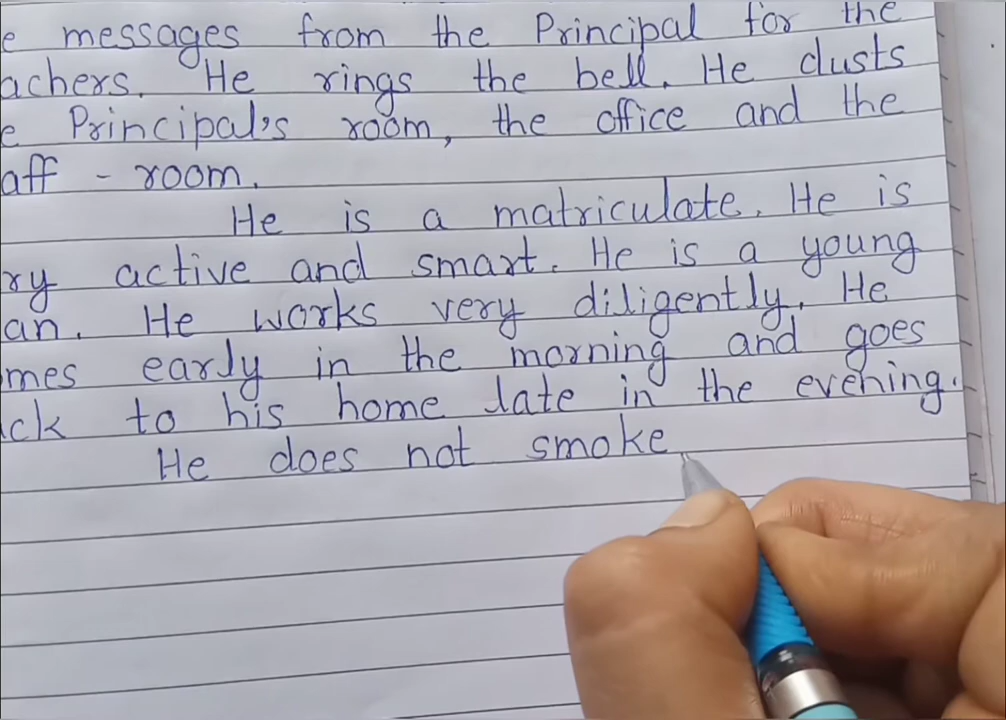 e messages from the Principal for the
achers. He rings the bell. He dusts
e Principal's room, the office and the
aff - room.
He is a matriculate. He is
ry active and smart. He is a young
an. He works very diligently. He
mes early in the morning and goes
ck to his home late in the evening.
He does not smoke